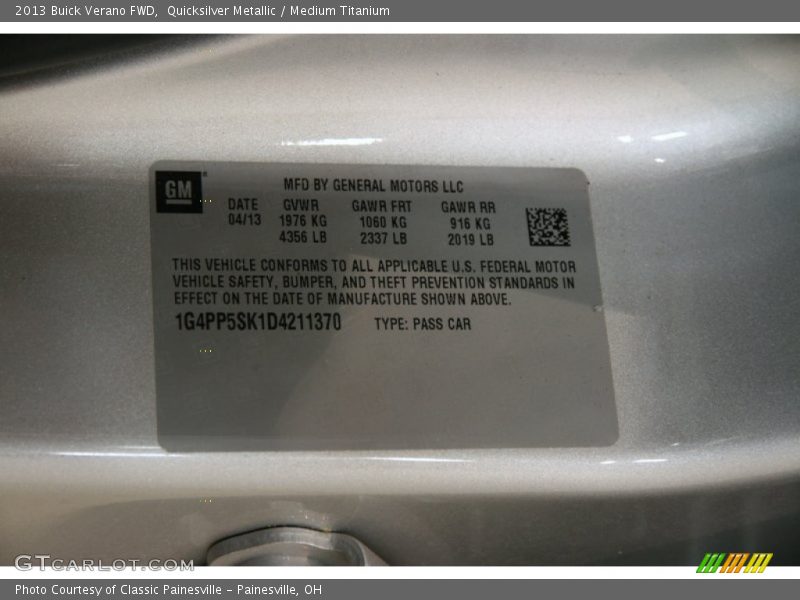 2013 Buick Verano FWD,  Quicksilver Metallic / Medium Titanium
GM
MFD BY GENERAL MOTORS LLC
DATE GVWR GAWR FRT GAWR RR
04/13 1976 KG 1060 KG 916 KG
4356 LB 2337 LB 2019 LB
THIS VEHICLE CONFORMS TO ALL APPLICABLE U.S. FEDERAL MOTOR
VEHICLE SAFETY, BUMPER, AND THEFT PREVENTION STANDARDS IN
EFFECT ON THE DATE OF MANUFACTURE SHOWN ABOVE.
1G4PP5SK1D4211370 TYPE: PASS CAR
GTCARLOT.COM
Photo Courtesy of Classic Painesville - Painesville, OH